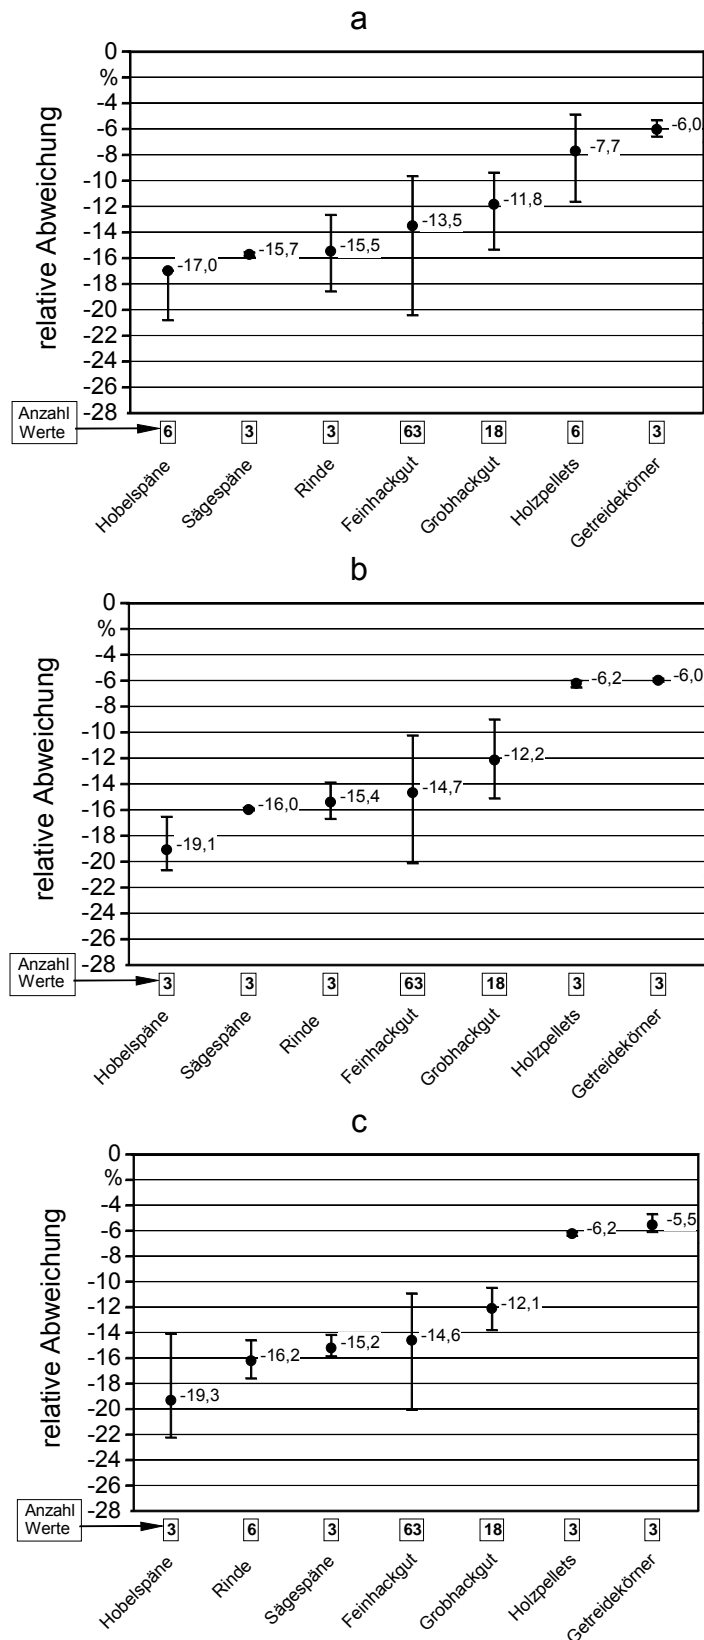 a
0
%
-4
-6
-8
-10
-12
-14
-16
-18
-20
-22
-24
-26
-28
relative Abweichung
-17,0
-15,7
-15,5
-13,5
-11,8
-7,7
-6,0
Anzahl
Werte
6 3 3 63 18 6 3
Hobelspäne
Sägespäne
Rinde
Feinhackgut
Grobhackgut
Holzpellets
Getreidekörner
b
0
%
-4
-6
-8
-10
-12
-14
-16
-18
-20
-22
-24
-26
-28
relative Abweichung
-19,1
-16,0
-15,4
-14,7
-12,2
-6,2
-6,0
Anzahl
Werte
3 3 3 63 18 3 3
Hobelspäne
Sägespäne
Rinde
Feinhackgut
Grobhackgut
Holzpellets
Getreidekörner
c
0
%
-4
-6
-8
-10
-12
-14
-16
-18
-20
-22
-24
-26
-28
relative Abweichung
-19,3
-16,2
-15,2
-14,6
-12,1
-6,2
-5,5
Anzahl
Werte
3 6 3 63 18 3 3
Hobelspäne
Rinde
Sägespäne
Feinhackgut
Grobhackgut
Holzpellets
Getreidekörner